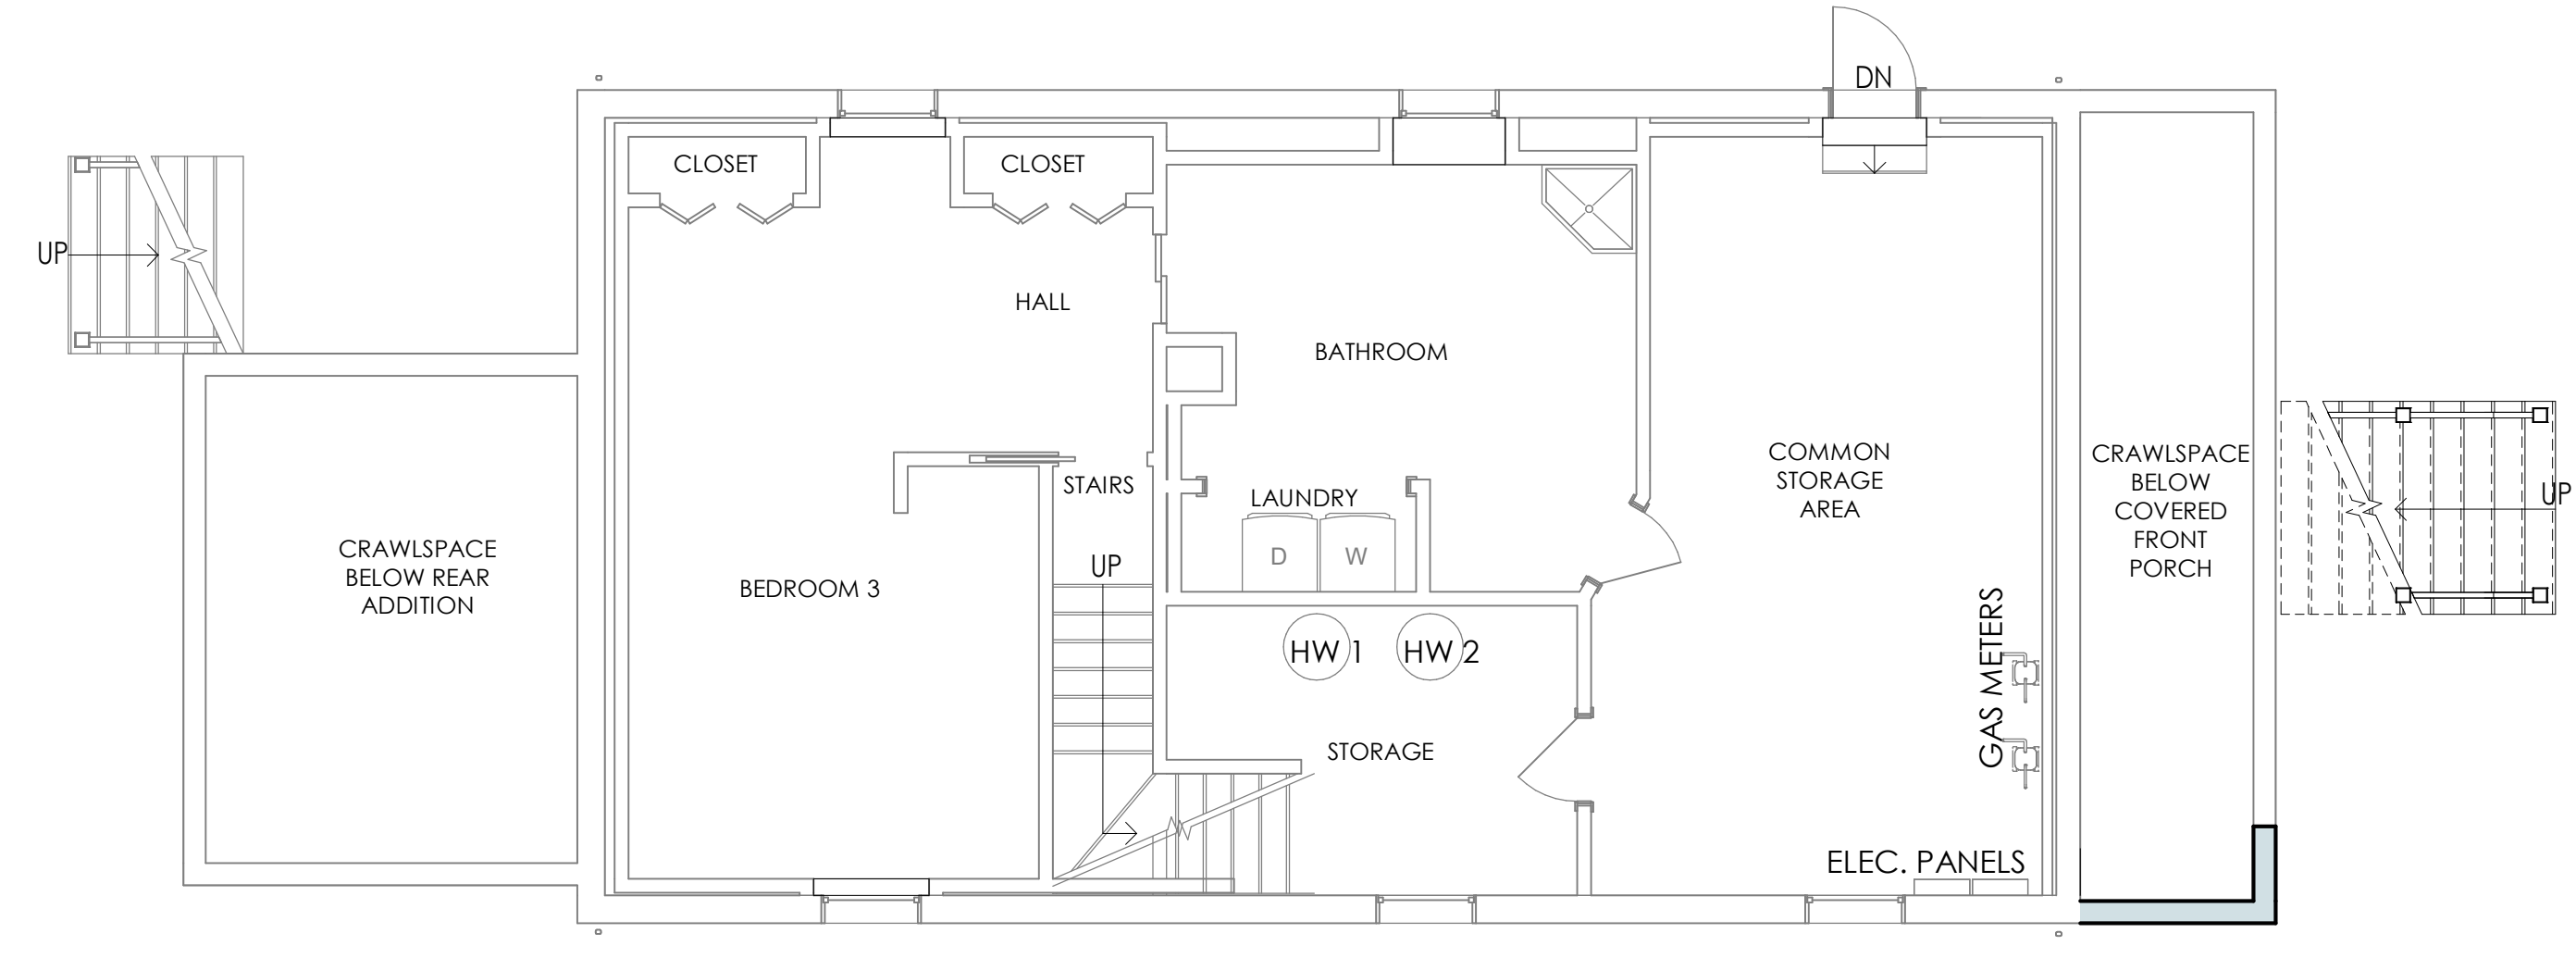 DN
CLOSET
CLOSET
UP
HALL
BATHROOM
COMMON
STORAGE
AREA
CRAWLSPACE
BELOW
COVERED
FRONT
PORCH
UP
STAIRS
LAUNDRY
CRAWLSPACE
BELOW REAR
ADDITION
D
W
UP
BEDROOM 3
HW 1
HW 2
GAS METERS
STORAGE
ELEC. PANELS